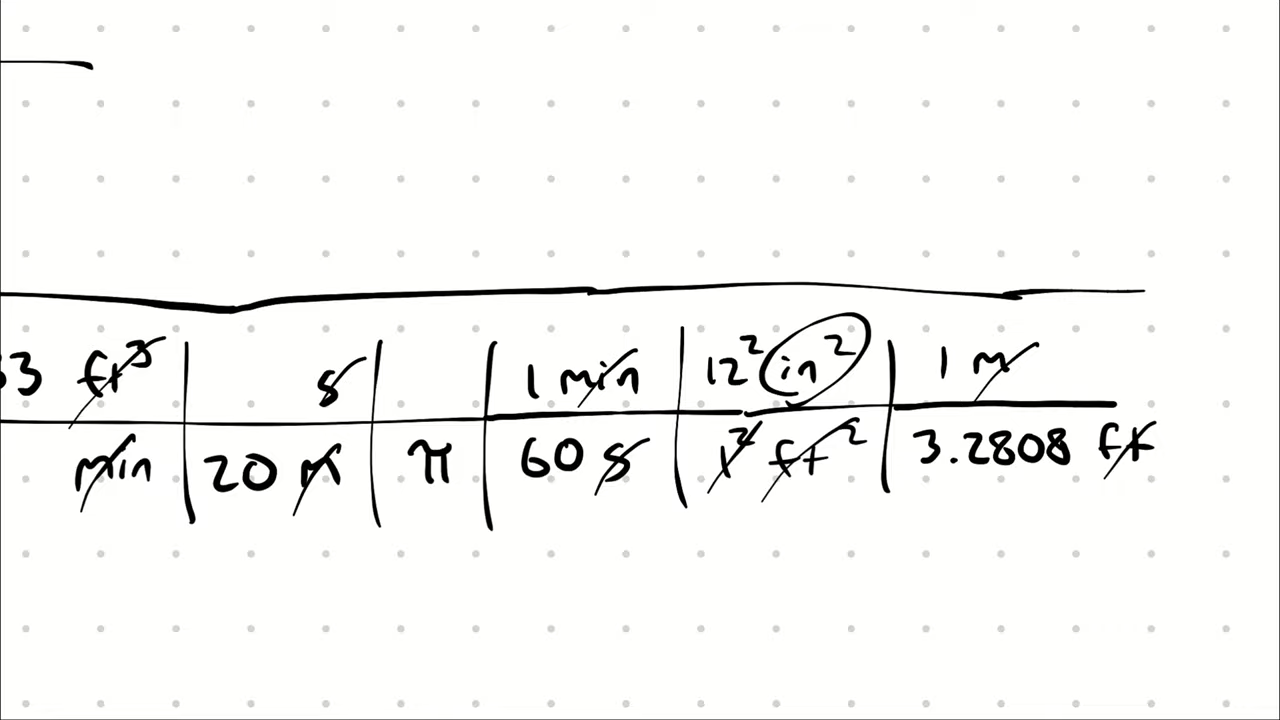 3 ft³ | s | | 1 min | 12² in² | 1 m
min | 20 m | π | 60 s | 1² ft² | 3.2808 ft